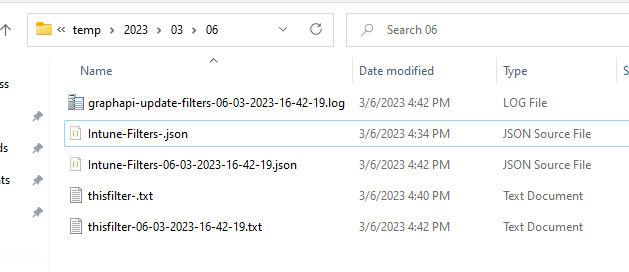 « temp > 2023 > 03 > 06
Search 06
Name Date modified Type S
ss
graphapi-update-filters-06-03-2023-16-42-19.log 3/6/2023 4:42 PM LOG File
Intune-Filters-.json 3/6/2023 4:34 PM JSON Source File
ds
Intune-Filters-06-03-2023-16-42-19.json 3/6/2023 4:42 PM JSON Source File
nts
thisfilter-.txt 3/6/2023 4:40 PM Text Document
thisfilter-06-03-2023-16-42-19.txt 3/6/2023 4:42 PM Text Document